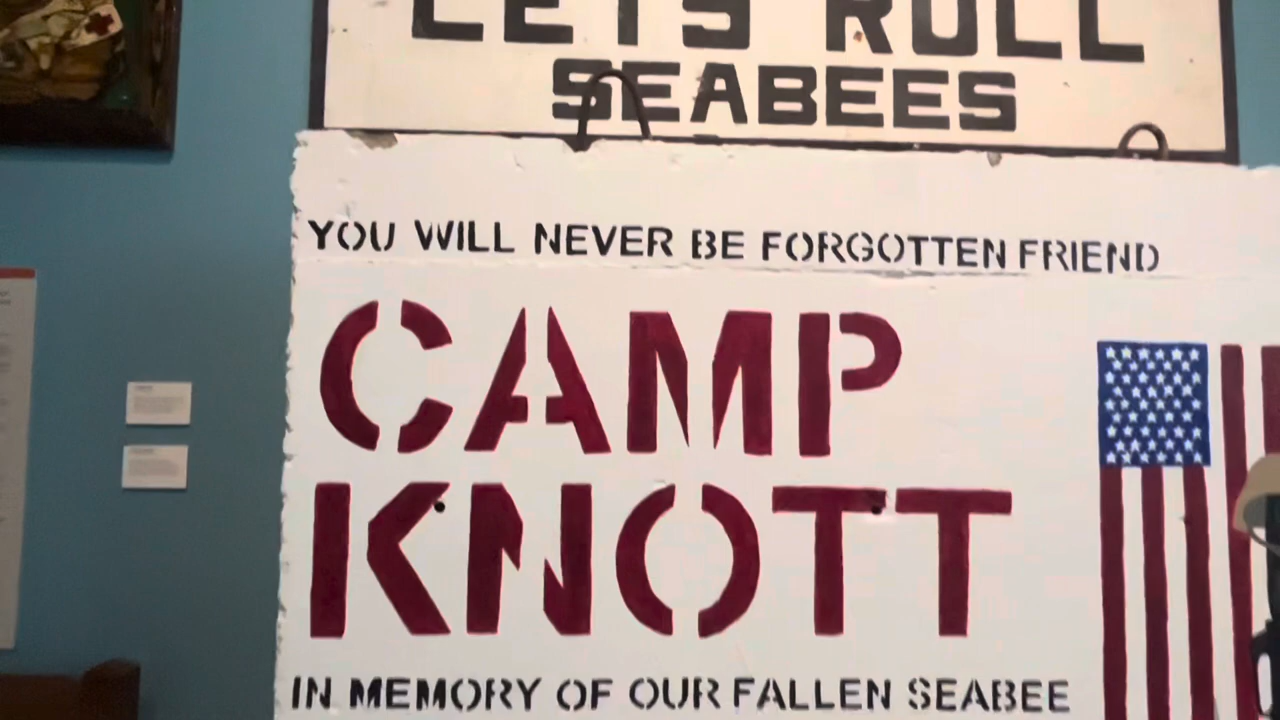 LETS ROLL
SEABEES
YOU WILL NEVER BE FORGOTTEN FRIEND
CAMP
KNOTT
IN MEMORY OF OUR FALLEN SEABEE